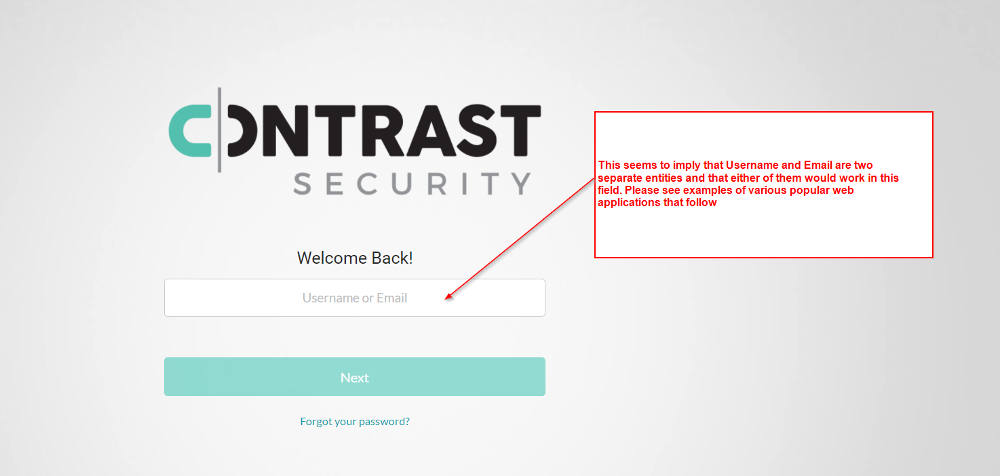 CONTRAST
SECURITY
This seems to imply that Username and Email are two
separate entities and that either of them would work in this
field. Please see examples of various popular web
applications that follow
Welcome Back!
Username or Email
Next
Forgot your password?